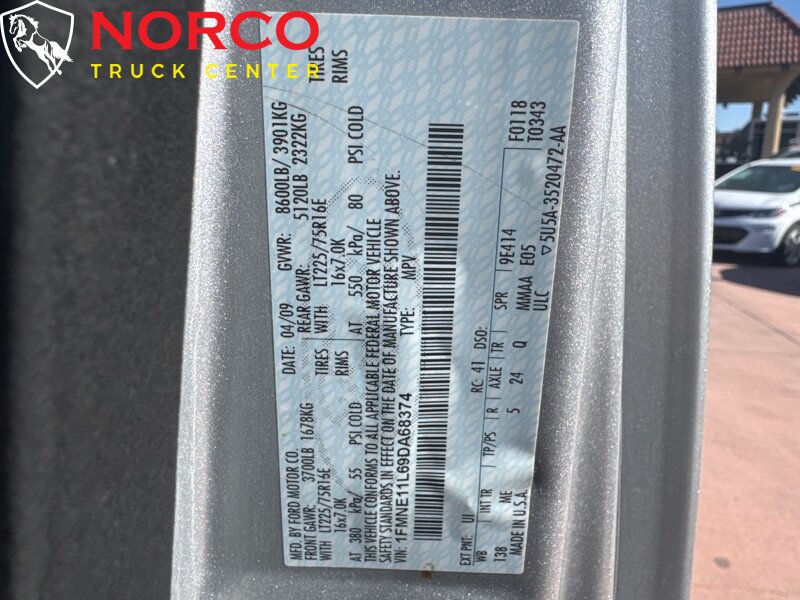 NORCO
TRUCK CENTER
MFD. BY FORD MOTOR CO.
DATE: 04/09
GVWR: 8600LB/ 3901KG
FRONT GAWR: 3700LB 1678KG
REAR GAWR: 5120LB 2322KG
WITH LT225/75R16E TIRES
WITH LT225/75R16E TIRES
16x7.0K RIMS
16x7.0K RIMS
AT 380 kPa/ 55 PSI COLD
AT 550 kPa/ 80 PSI COLD
THIS VEHICLE CONFORMS TO ALL APPLICABLE FEDERAL MOTOR VEHICLE
SAFETY STANDARDS IN EFFECT ON THE DATE OF MANUFACTURE SHOWN ABOVE.
VIN: 1FMNE11L69DA68374
TYPE: MPV
F0118
T0343
EXT PNT: UI RC: 41 DSO:
WB INT TR TP/PS R AXLE TR SPR 9E414
138 ME 5 24 Q MMAA E05
MADE IN U.S.A. ULC
▽5U5A-3520472-AA